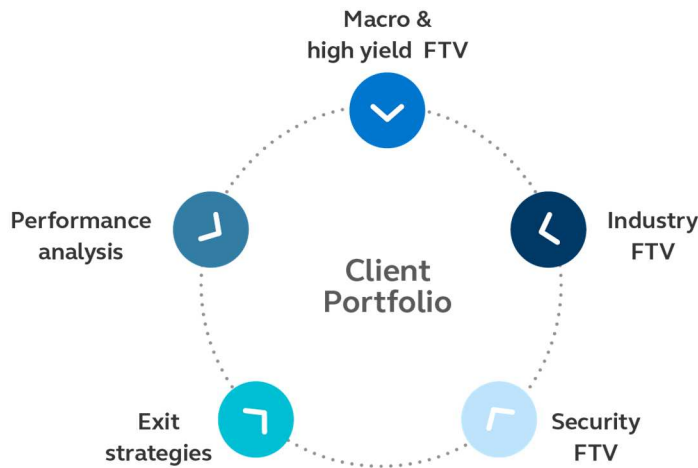 Macro &
high yield FTV
Performance
analysis
Industry
FTV
Client
Portfolio
Exit
strategies
Security
FTV